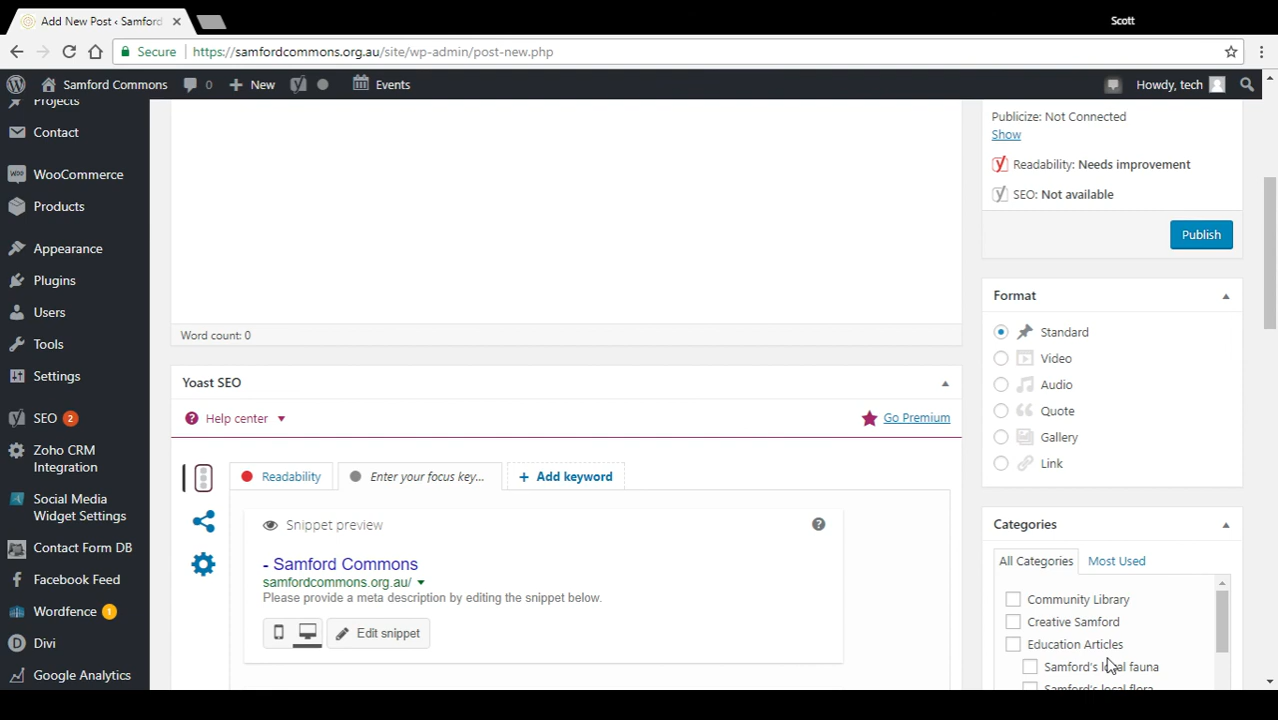 Scott
Add New Post ‹ Samford
Secure https://samfordcommons.org.au/site/wp-admin/post-new.php
Samford Commons 0 New Events Howdy, tech
Projects
Contact
WooCommerce
Products
Appearance
Plugins
Users
Tools
Settings
SEO 2
Zoho CRM
Integration
Social Media
Widget Settings
Contact Form DB
Facebook Feed
Wordfence 1
Divi
Google Analytics
Word count: 0
Yoast SEO
Help center Go Premium
Readability Enter your focus key... Add keyword
Snippet preview
- Samford Commons
samfordcommons.org.au/
Please provide a meta description by editing the snippet below.
Edit snippet
Publicize: Not Connected
Show
Readability: Needs improvement
SEO: Not available
Publish
Format
Standard
Video
Audio
Quote
Gallery
Link
Categories
All Categories Most Used
Community Library
Creative Samford
Education Articles
Samford's local fauna
Samford's local flora